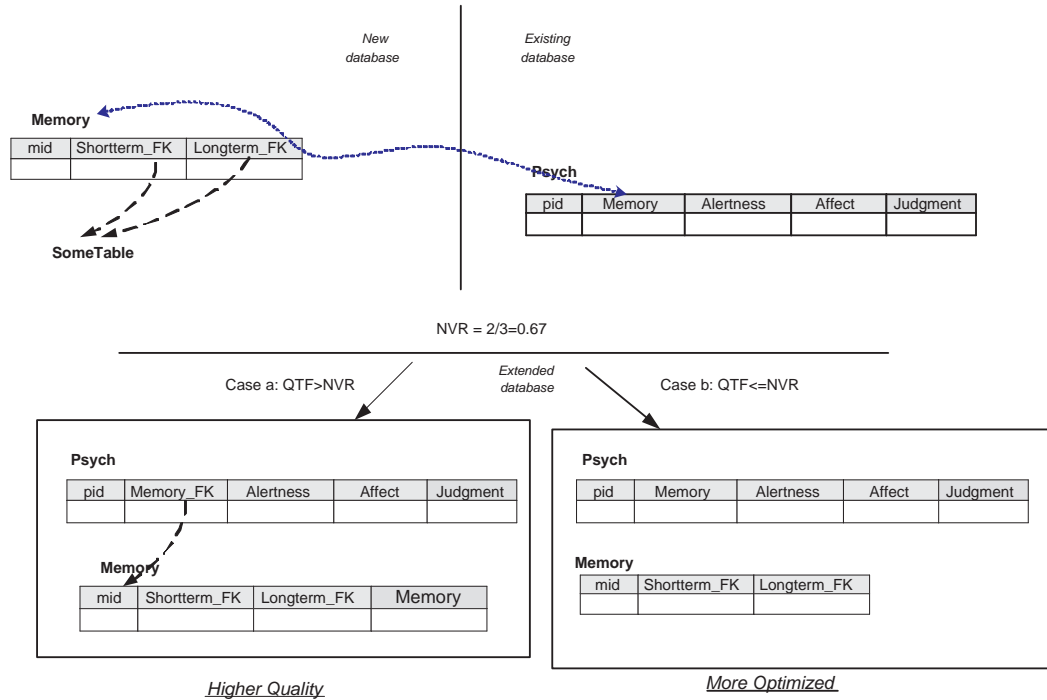 New
database
Existing
database
Memory
mid Shortterm_FK Longterm_FK
SomeTable
Psych
pid Memory Alertness Affect Judgment
NVR = 2/3=0.67
Extended
database
Case a: QTF>NVR
Case b: QTF<=NVR
Psych
pid Memory_FK Alertness Affect Judgment
Memory
mid Shortterm_FK Longterm_FK Memory
Higher Quality
Psych
pid Memory Alertness Affect Judgment
Memory
mid Shortterm_FK Longterm_FK
More Optimized